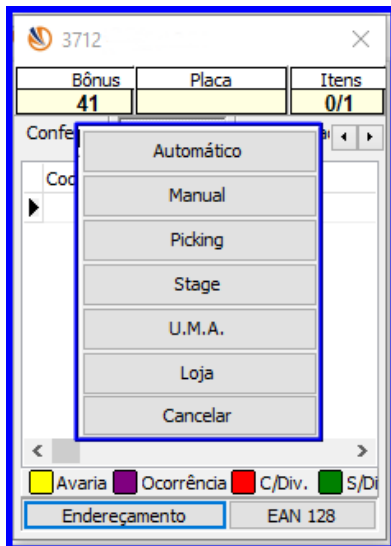 3712
Bônus Placa Itens
41 0/1
Confe
Automático
Coc
Manual
Picking
Stage
U.M.A.
Loja
Cancelar
Avaria Ocorrência C/Div. S/Di
Endereçamento EAN 128